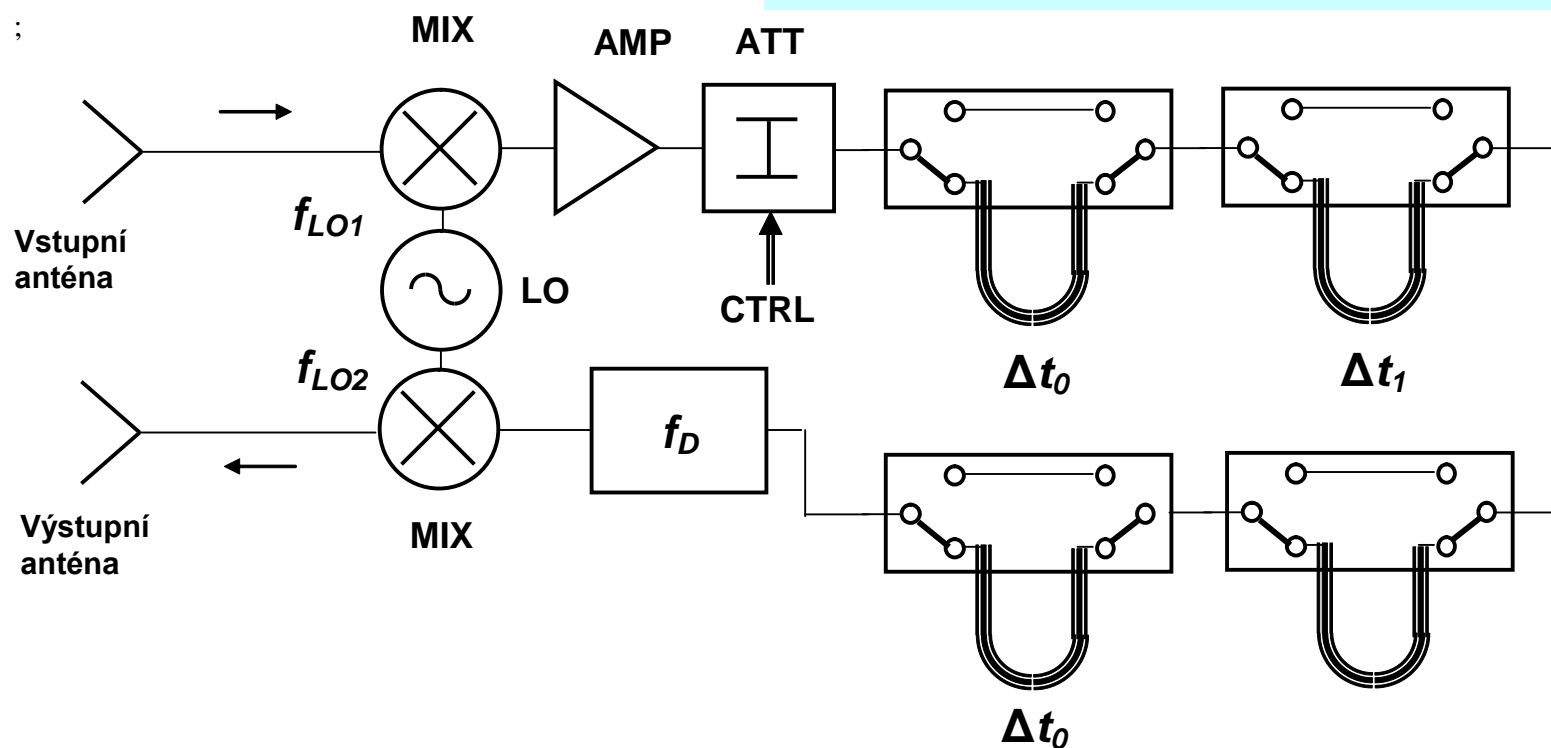 ;
MIX
AMP
ATT
f_LO1
Vstupní
anténa
LO
CTRL
Δt_0
Δt_1
f_LO2
f_D
Výstupní
anténa
MIX
Δt_0